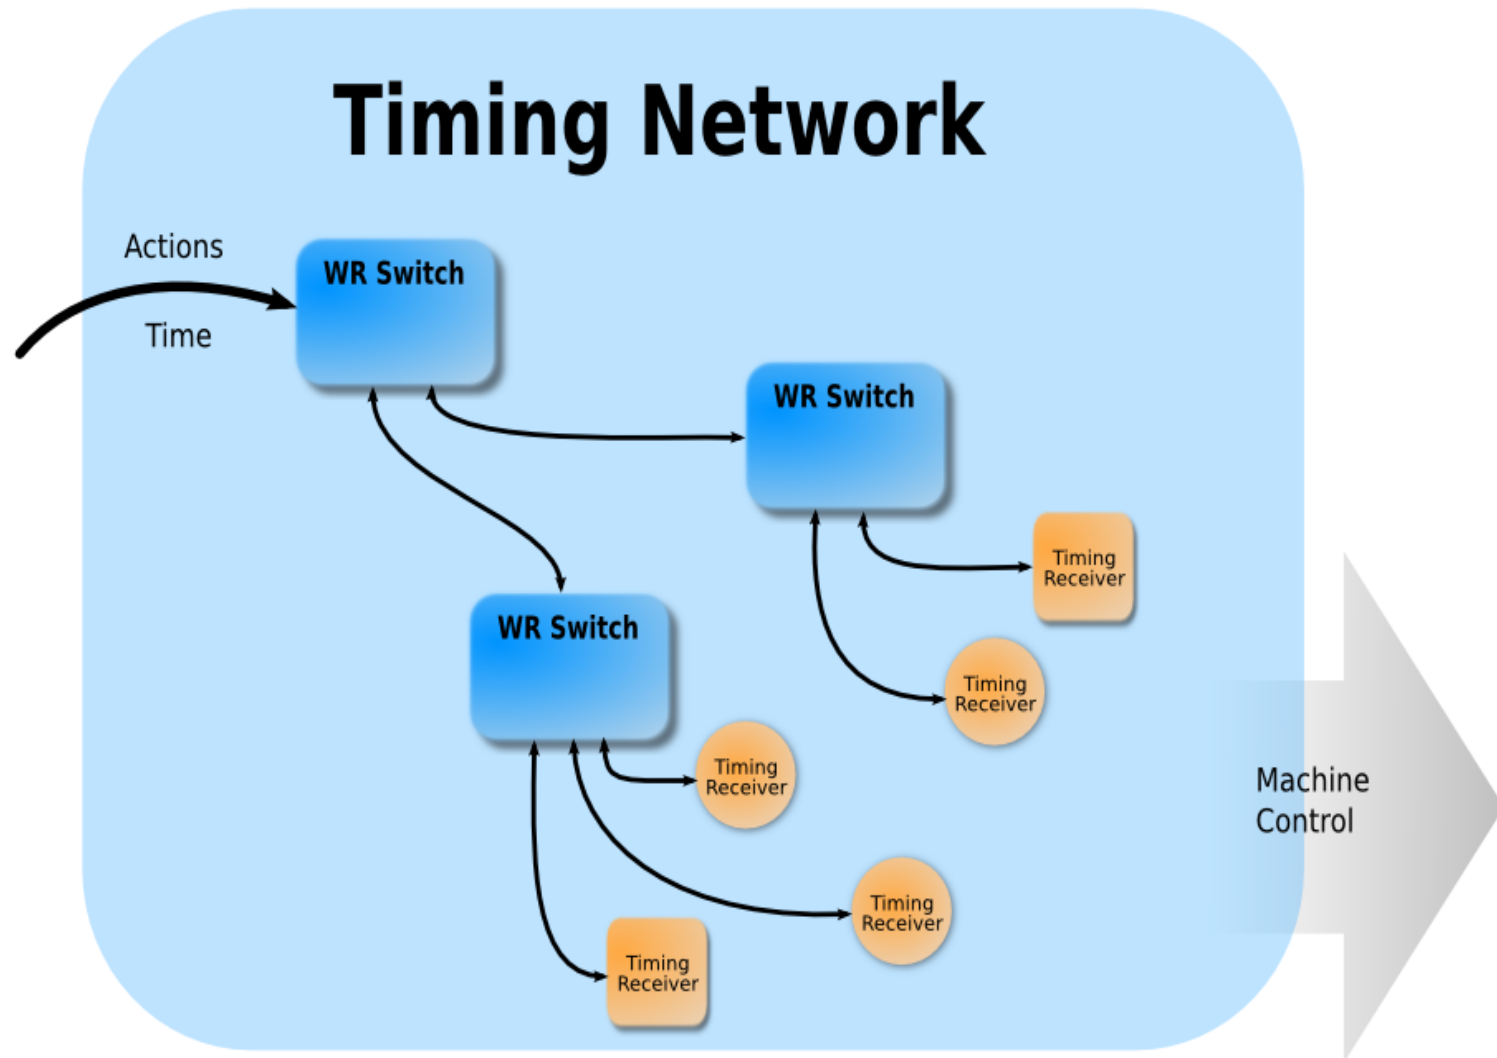 Timing Network
Actions
Time
WR Switch
WR Switch
Timing
Receiver
Timing
Receiver
WR Switch
Timing
Receiver
Timing
Receiver
Timing
Receiver
Machine
Control